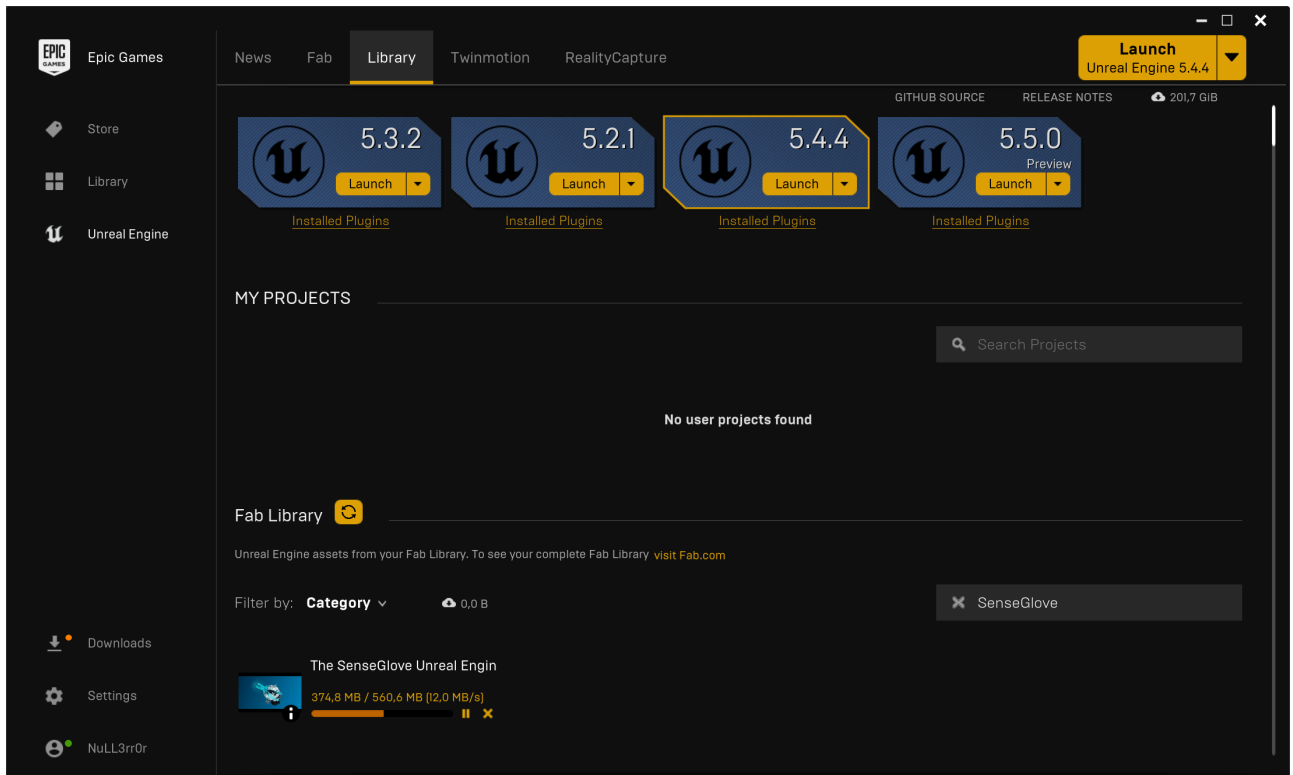 EPIC
GAMES
Epic Games
News
Fab
Library
Twinmotion
RealityCapture
Launch
Unreal Engine 5.4.4
GITHUB SOURCE
RELEASE NOTES
201,7 GiB
Store
Library
Unreal Engine
5.3.2
Launch
Installed Plugins
5.2.1
Launch
Installed Plugins
5.4.4
Launch
Installed Plugins
5.5.0
Preview
Launch
Installed Plugins
MY PROJECTS
Search Projects
No user projects found
Fab Library
Unreal Engine assets from your Fab Library. To see your complete Fab Library visit Fab.com
Filter by: Category
0,0 B
SenseGlove
The SenseGlove Unreal Engin
374,8 MB / 560,6 MB (12,0 MB/s)
Downloads
Settings
NuLL3rr0r